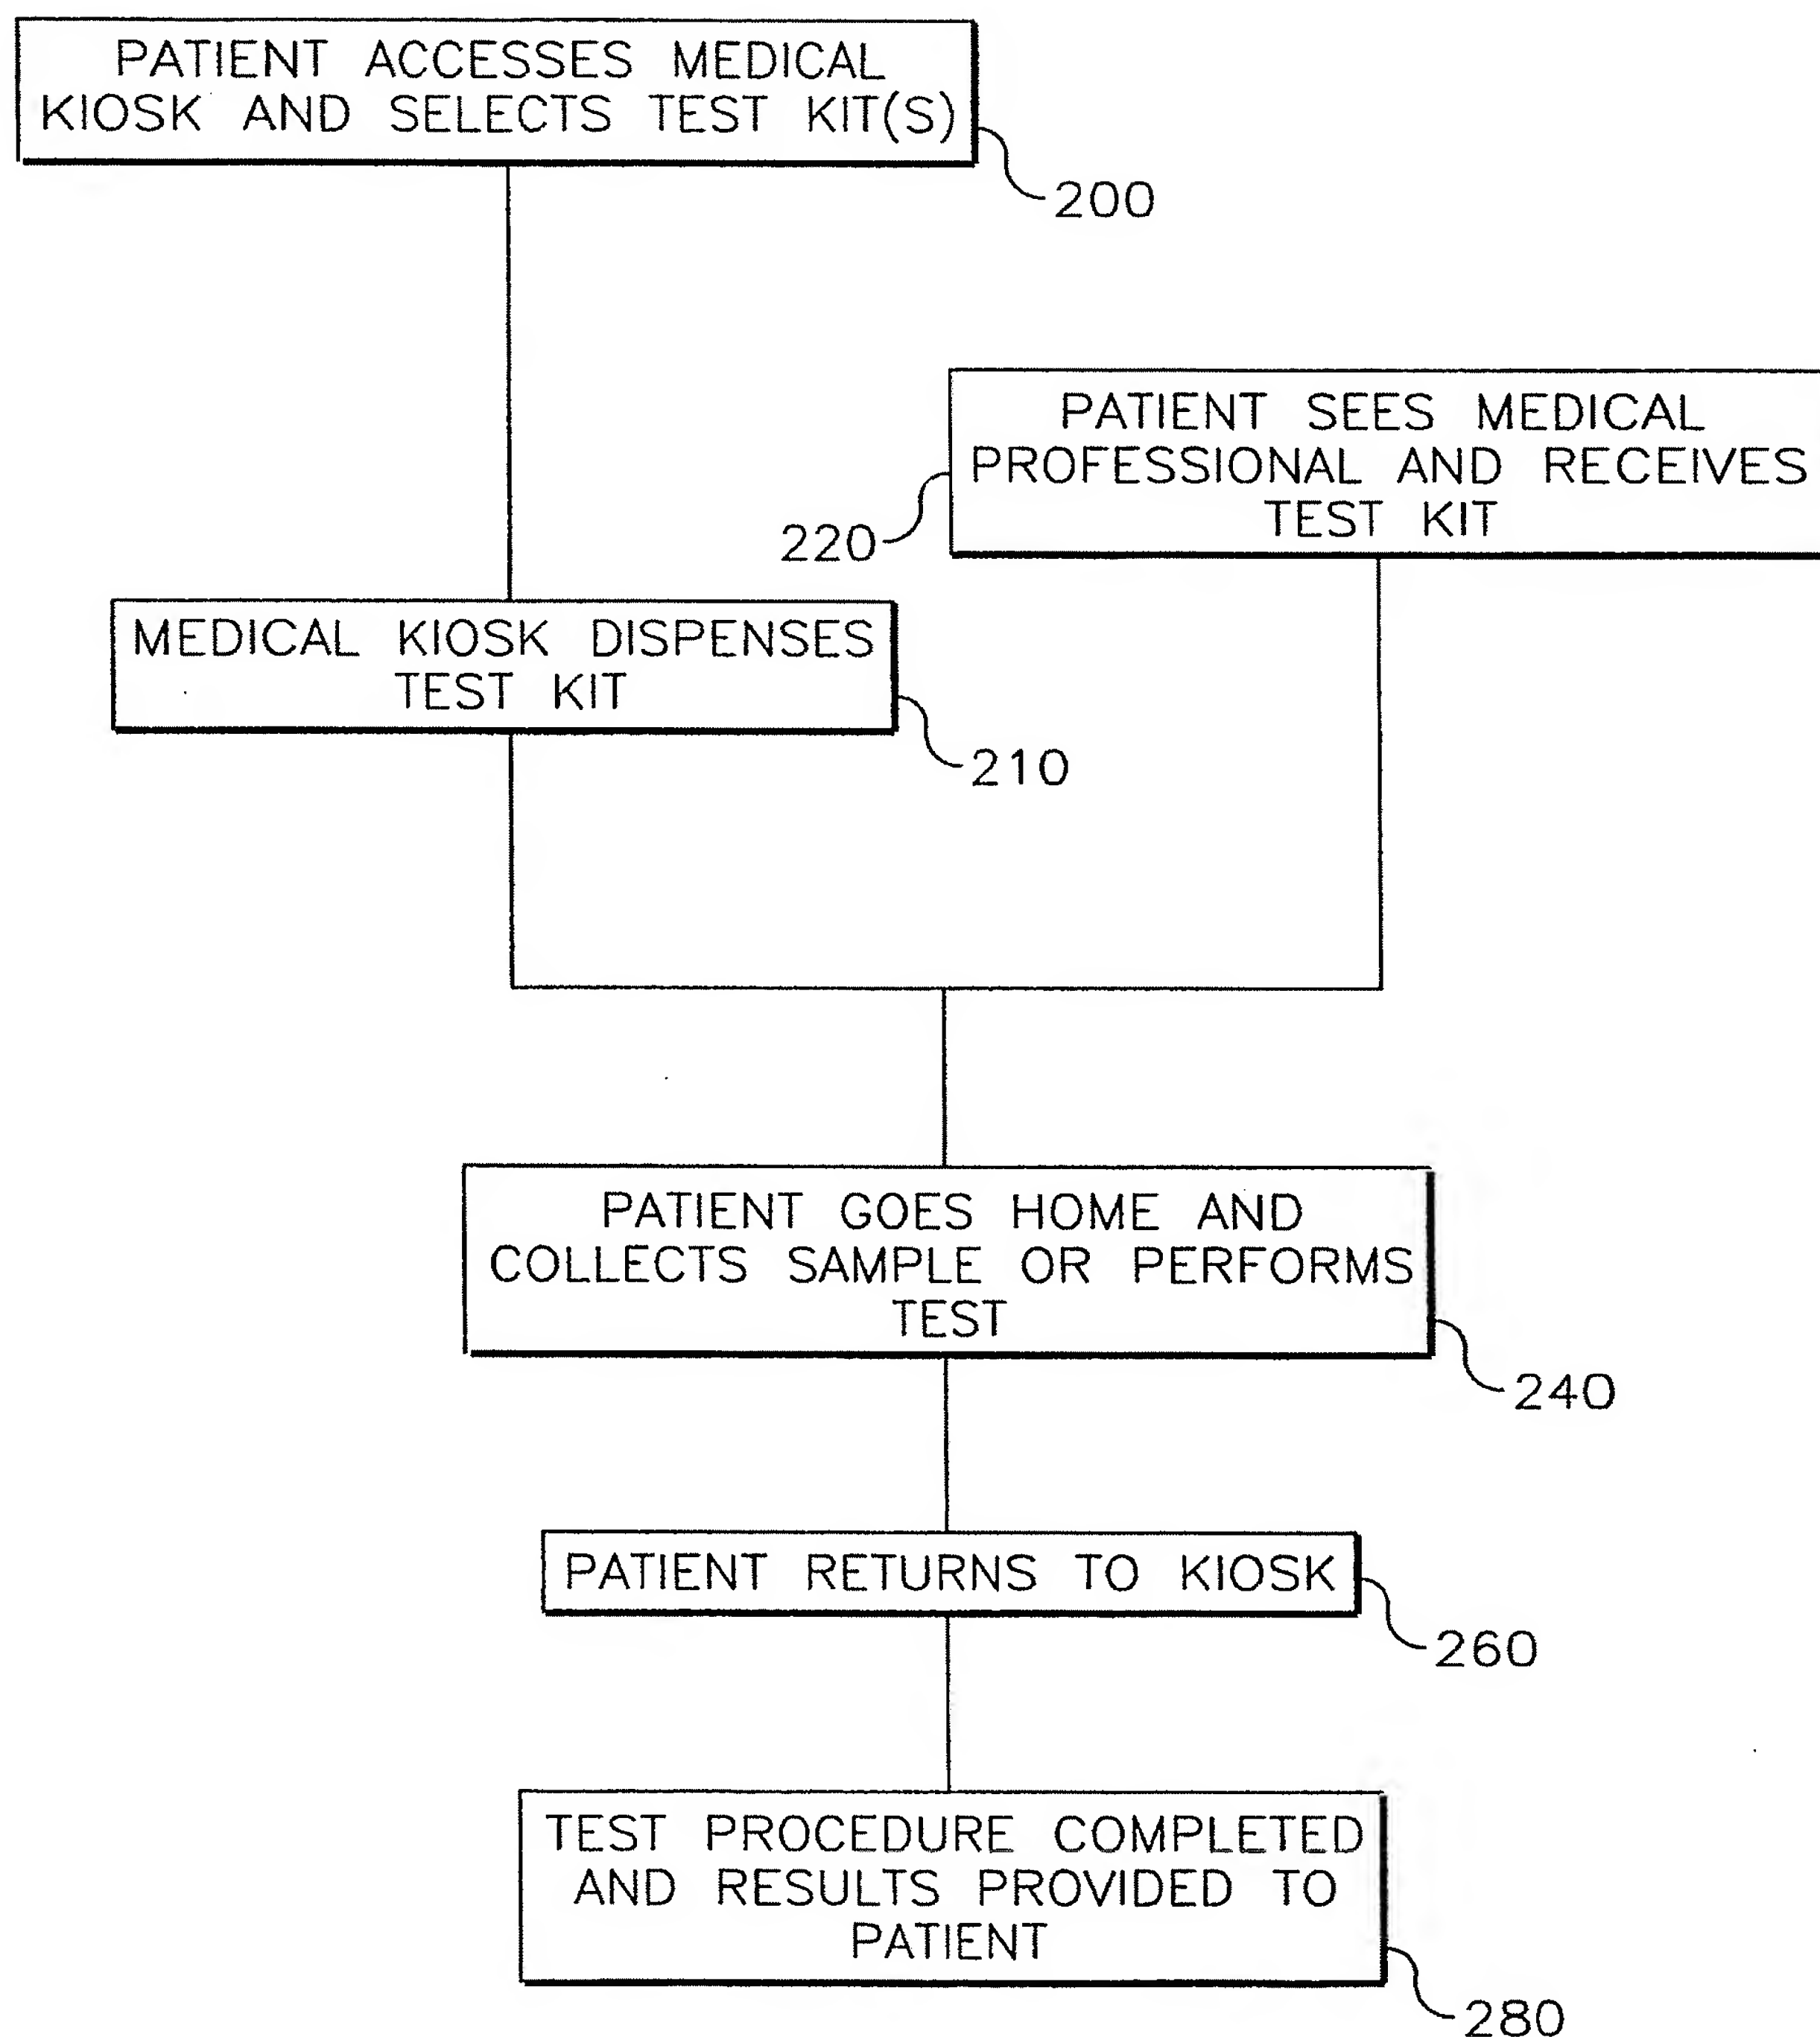 PATIENT ACCESSES MEDICAL
KIOSK AND SELECTS TEST KIT(S)
200
PATIENT SEES MEDICAL
PROFESSIONAL AND RECEIVES
TEST KIT
220
MEDICAL KIOSK DISPENSES
TEST KIT
210
PATIENT GOES HOME AND
COLLECTS SAMPLE OR PERFORMS
TEST
240
PATIENT RETURNS TO KIOSK
260
TEST PROCEDURE COMPLETED
AND RESULTS PROVIDED TO
PATIENT
280